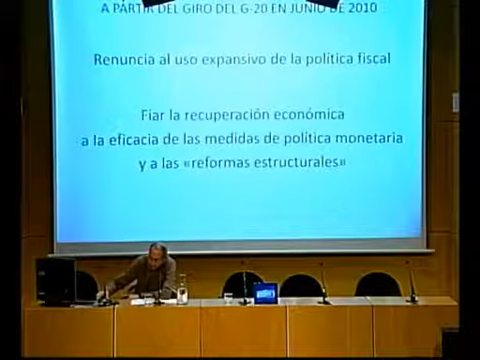 A PARTIR DEL GIRO DEL G-20 EN JUNIO DE 2010
Renuncia al uso expansivo de la política fiscal
Fiar la recuperación económica
a la eficacia de las medidas de política monetaria
y a las «reformas estructurales»